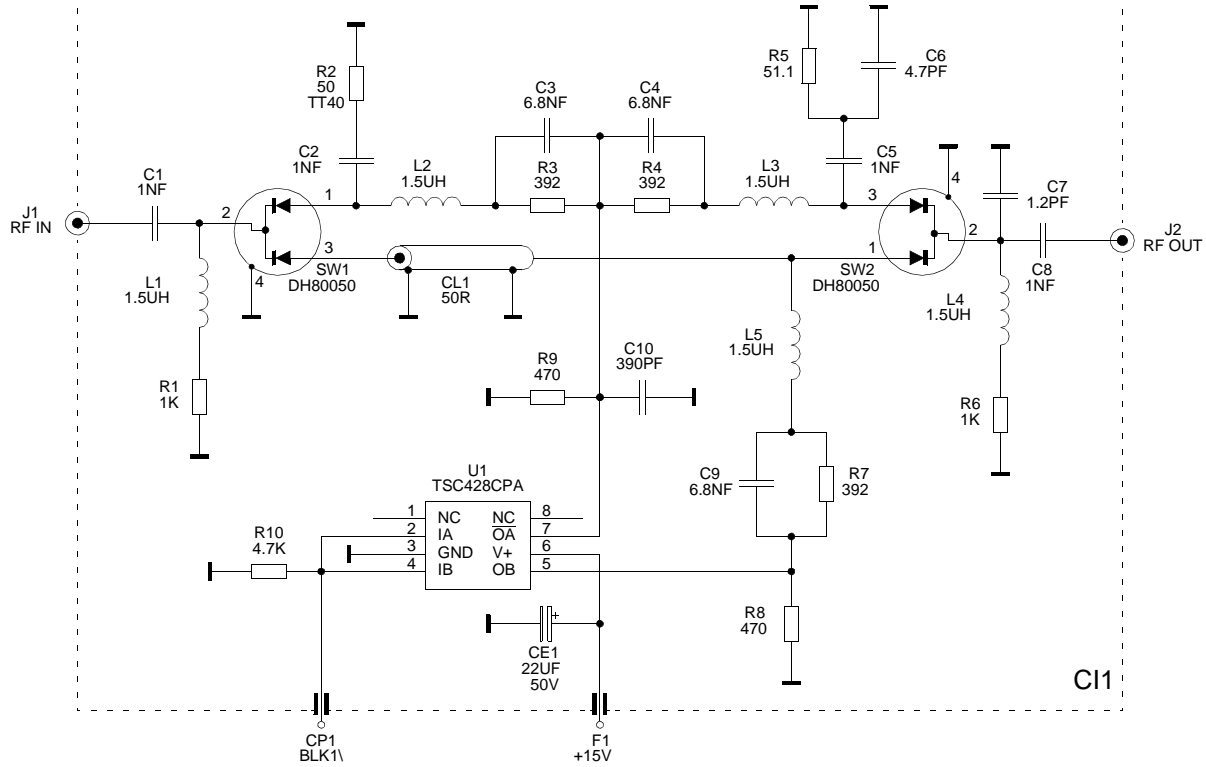 R5
51.1
C6
4.7PF
R2
50
TT40
C3
6.8NF
C4
6.8NF
C2
1NF
L2
1.5UH
R3
392
R4
392
L3
1.5UH
C5
1NF
4
C1
1NF
J1
RF IN
2
1
3
4
SW1
DH80050
CL1
50R
3
1
2
SW2
DH80050
C7
1.2PF
J2
RF OUT
C8
1NF
L1
1.5UH
L4
1.5UH
L5
1.5UH
R9
470
C10
390PF
R1
1K
R6
1K
C9
6.8NF
R7
392
U1
TSC428CPA
1 NC NC 8
2 IA OA 7
3 GND V+ 6
4 IB OB 5
R10
4.7K
R8
470
CE1
22UF
50V
+
CI1
CP1
BLK1\
F1
+15V